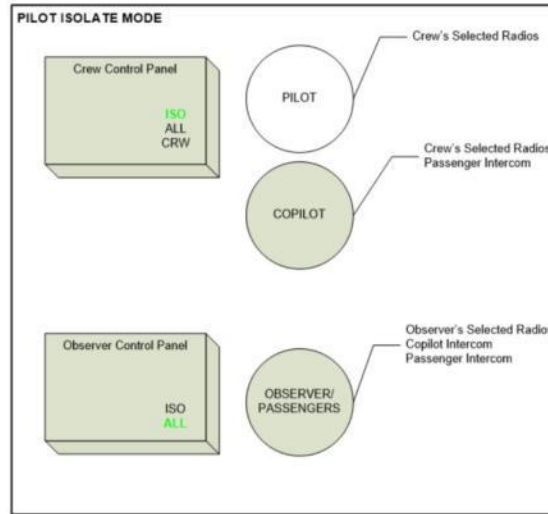 PILOT ISOLATE MODE
Crew Control Panel
ISO
ALL
CRW
PILOT
Crew's Selected Radios
COPILOT
Crew's Selected Radios
Passenger Intercom
Observer Control Panel
ISO
ALL
OBSERVER/
PASSENGERS
Observer's Selected Radio
Copilot Intercom
Passenger Intercom